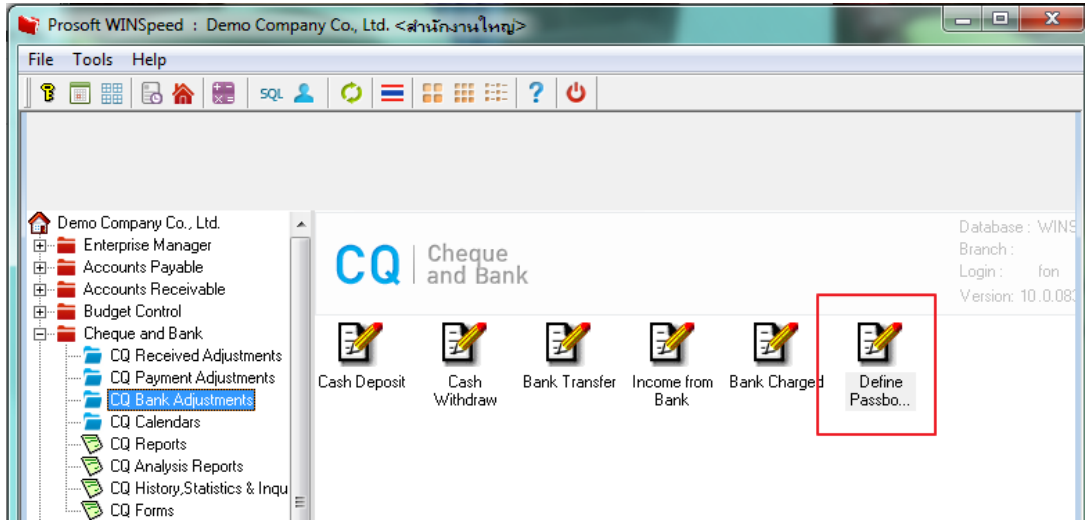 Prosoft WINSpeed : Demo Company Co., Ltd. <สำนักงานใหญ่>
File Tools Help
SQL
Demo Company Co., Ltd.
Enterprise Manager
Accounts Payable
Accounts Receivable
Budget Control
Cheque and Bank
CQ Received Adjustments
CQ Payment Adjustments
CQ Bank Adjustments
CQ Calendars
CQ Reports
CQ Analysis Reports
CQ History,Statistics & Inqu
CQ Forms
CQ
Cheque
and Bank
Database : WINS
Branch :
Login : fon
Version: 10.0.083
Cash Deposit
Cash
Withdraw
Bank Transfer
Income from
Bank
Bank Charged
Define
Passbo...